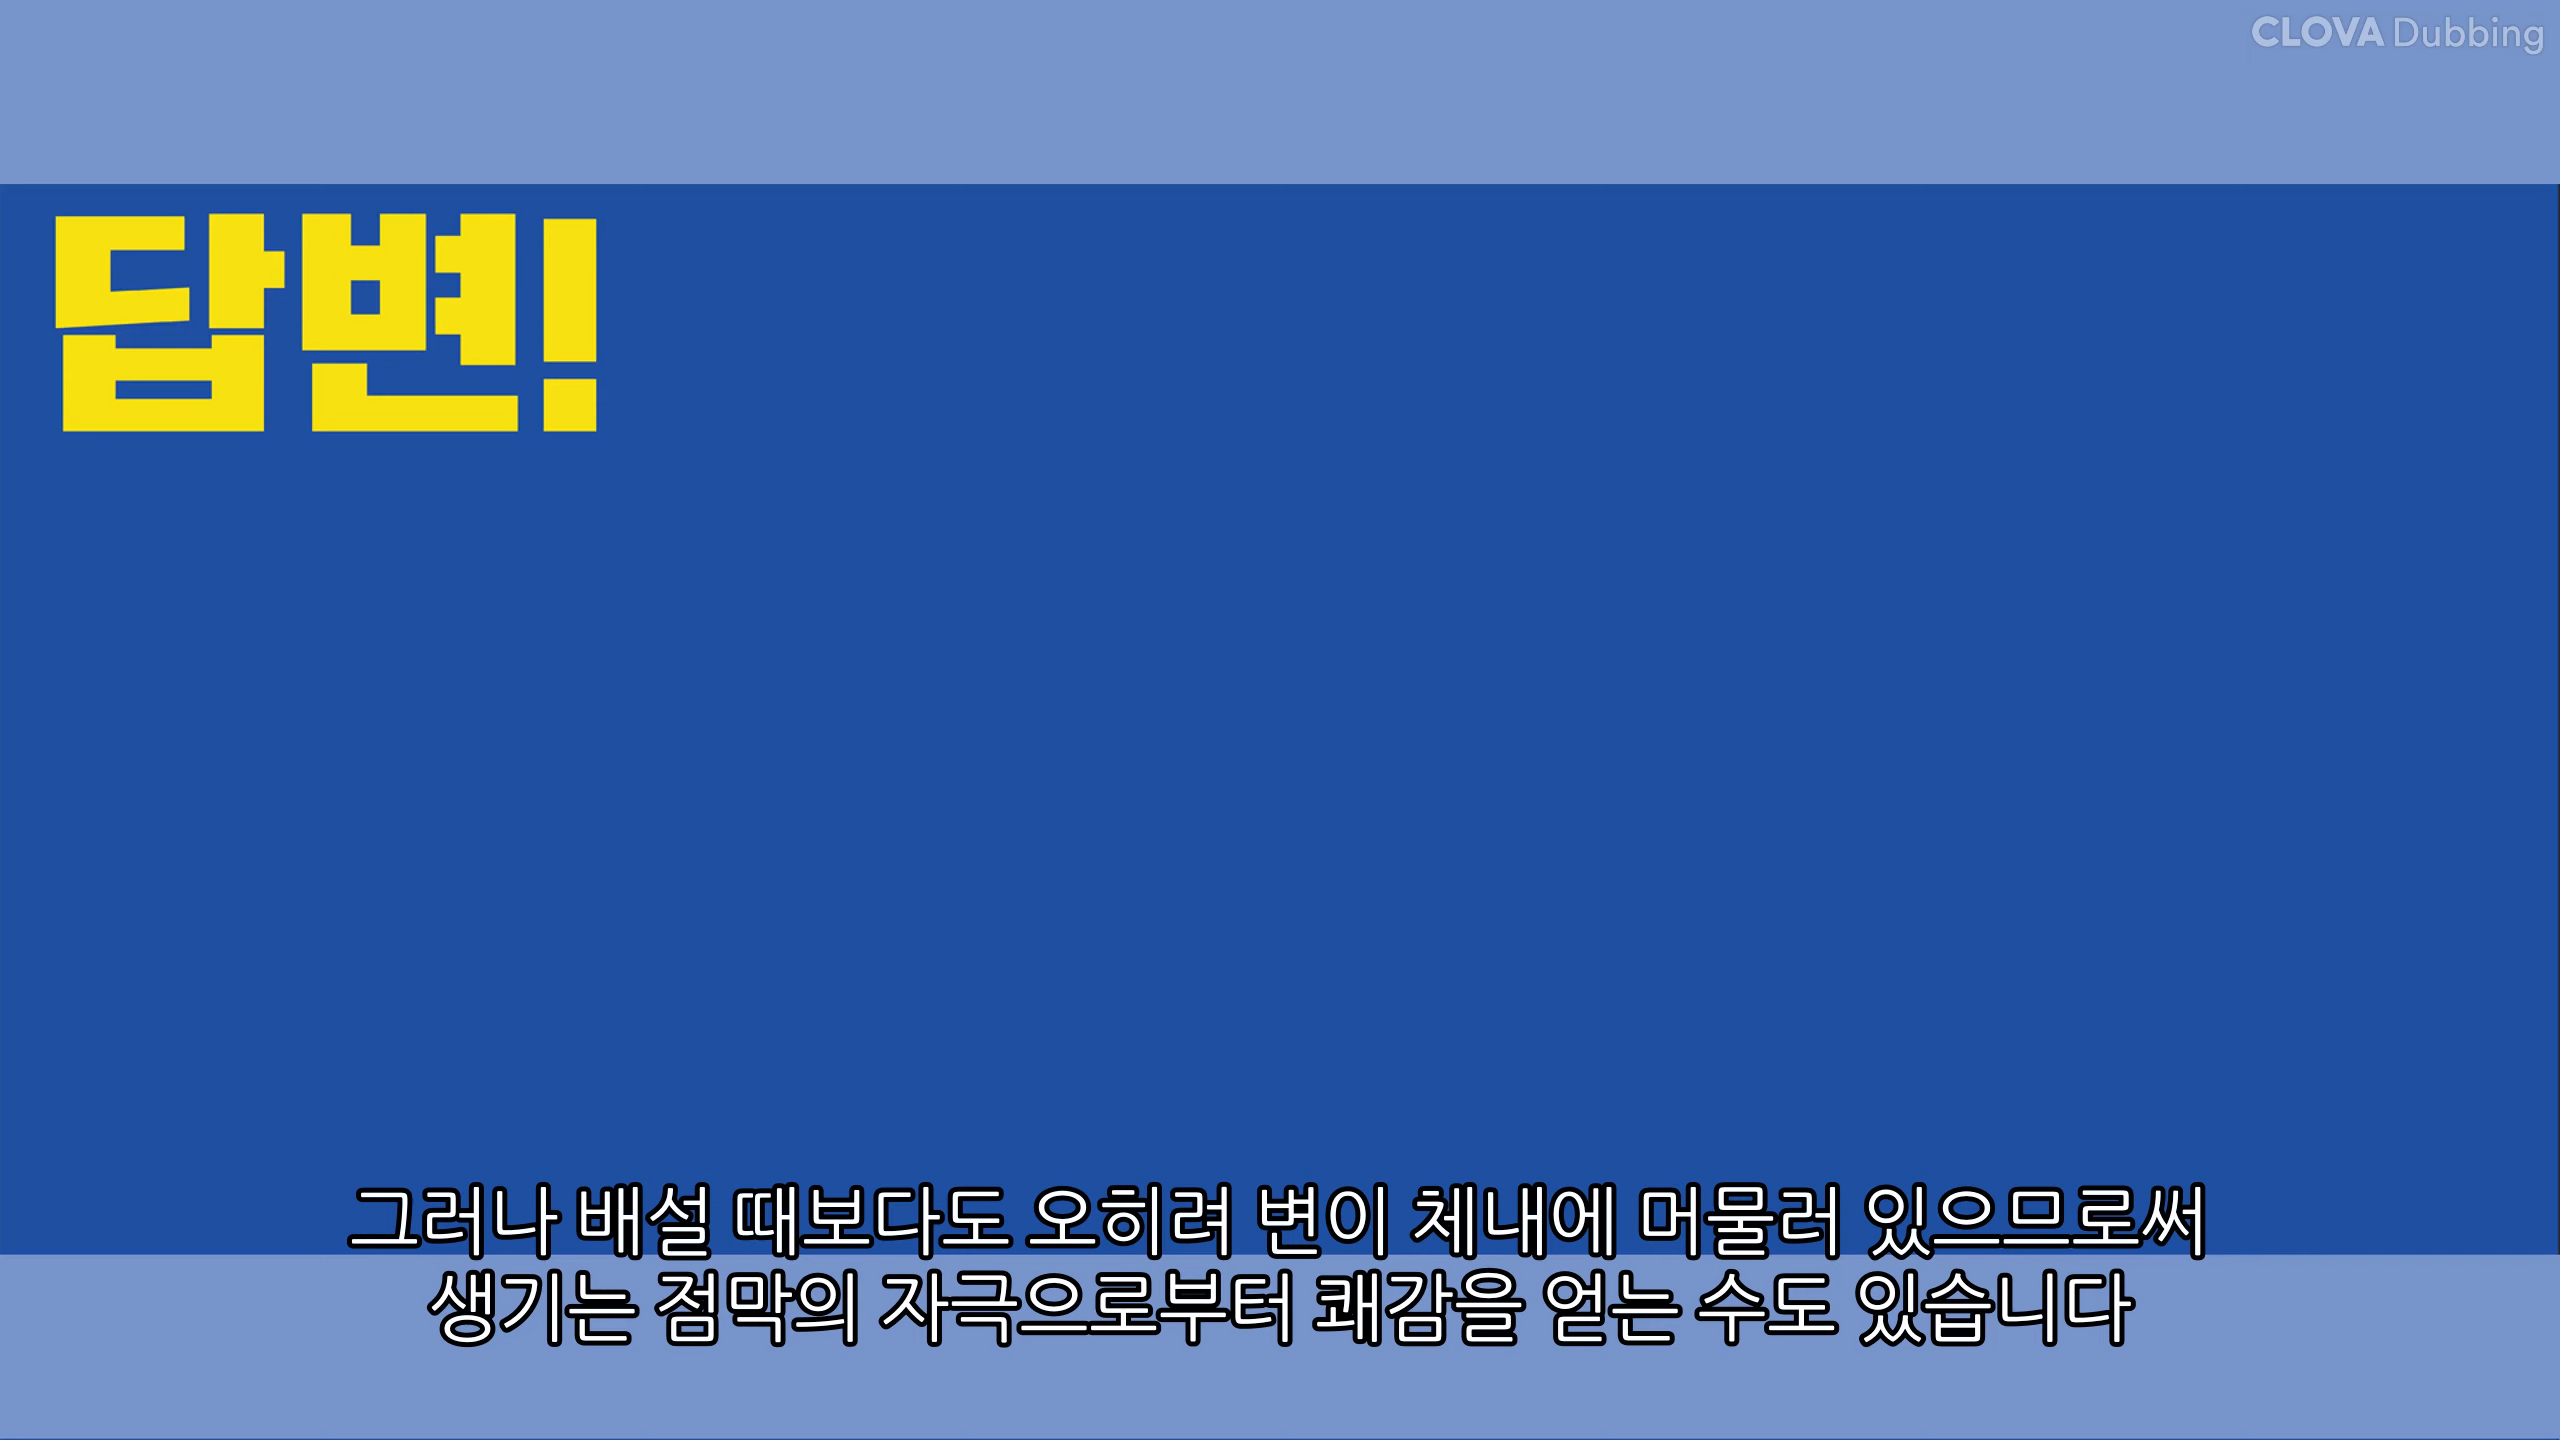 CLOVA Dubbing
답변!
그러나 배설 때보다도 오히려 변이 체내에 머물러 있으므로써
생기는 점막의 자극으로부터 쾌감을 얻는 수도 있습니다